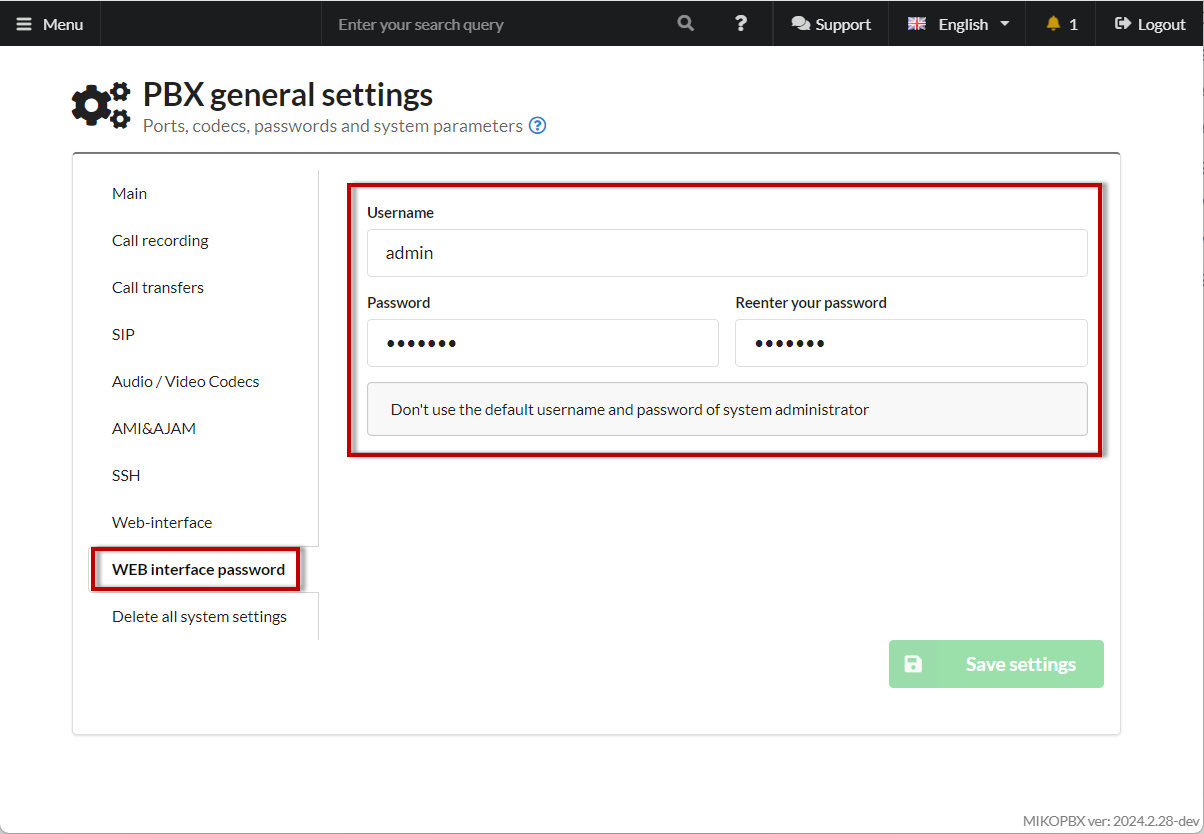 Menu
Enter your search query
?
Support
English
1
Logout
PBX general settings
Ports, codecs, passwords and system parameters ?
Main
Call recording
Call transfers
SIP
Audio / Video Codecs
AMI&AJAM
SSH
Web-interface
WEB interface password
Delete all system settings
Username
admin
Password
Reenter your password
•••••••
•••••••
Don't use the default username and password of system administrator
Save settings
MIKOPBX ver: 2024.2.28-dev